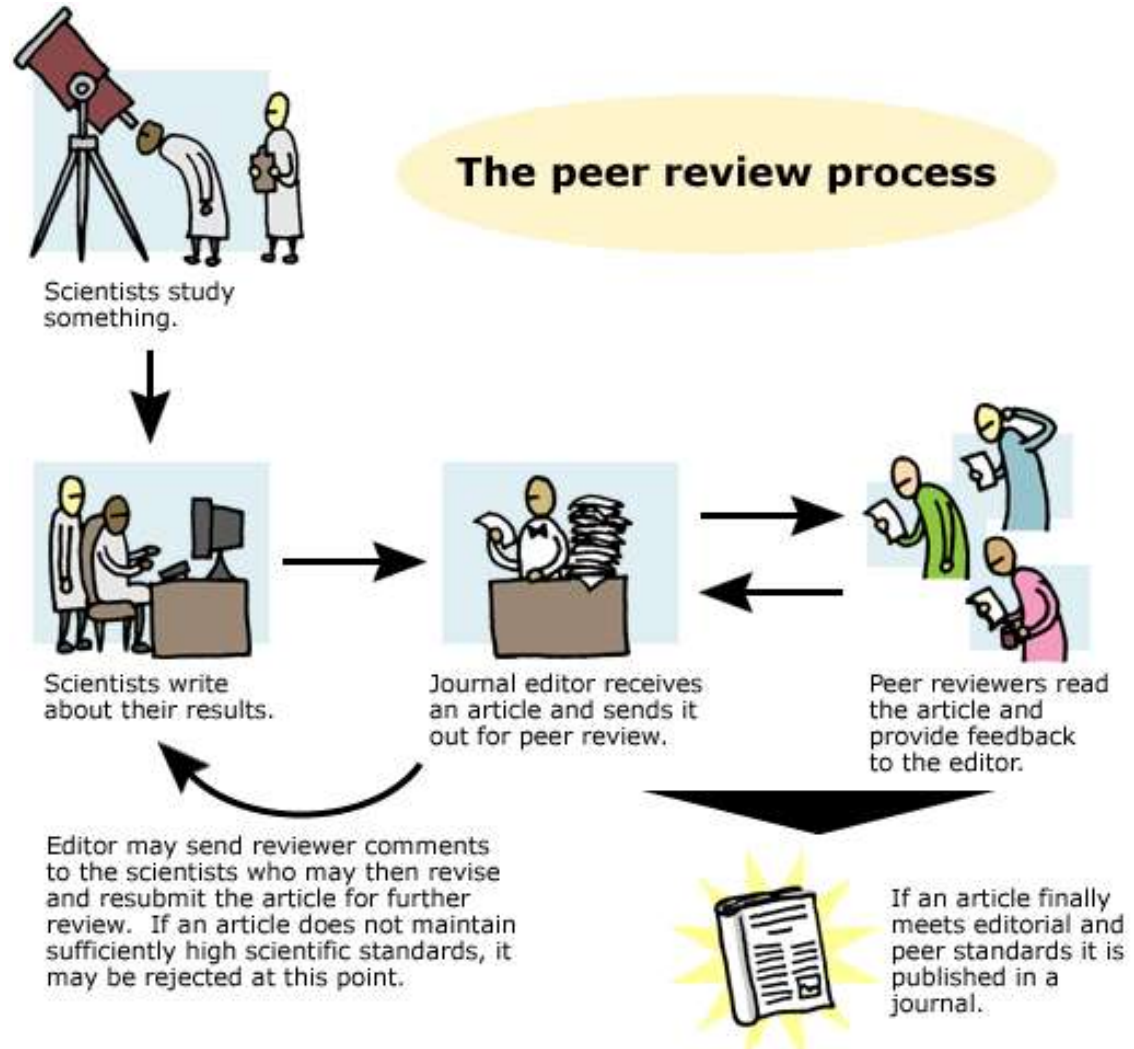 The peer review process
Scientists study
something.
Scientists write
about their results.
Journal editor receives
an article and sends it
out for peer review.
Peer reviewers read
the article and
provide feedback
to the editor.
Editor may send reviewer comments
to the scientists who may then revise
and resubmit the article for further
review.  If an article does not maintain
sufficiently high scientific standards, it
may be rejected at this point.
If an article finally
meets editorial and
peer standards it is
published in a
journal.